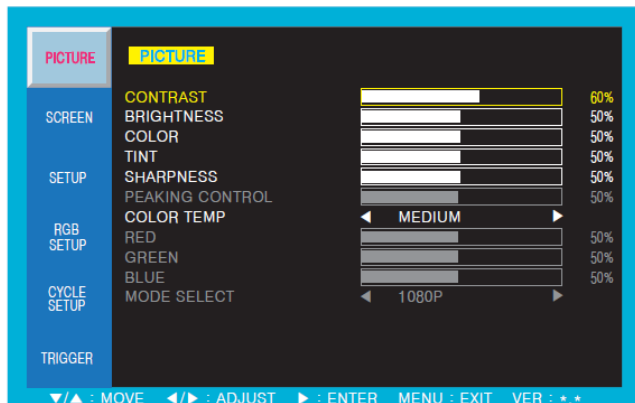 PICTURE
SCREEN
SETUP
RGB
SETUP
CYCLE
SETUP
TRIGGER
PICTURE
CONTRAST 60%
BRIGHTNESS 50%
COLOR 50%
TINT 50%
SHARPNESS 50%
PEAKING CONTROL 50%
COLOR TEMP ◀ MEDIUM ▶
RED 50%
GREEN 50%
BLUE 50%
MODE SELECT ◀ 1080P ▶
▼/▲ : MOVE ◀/▶ : ADJUST ▶ : ENTER MENU : EXIT VER : *.*